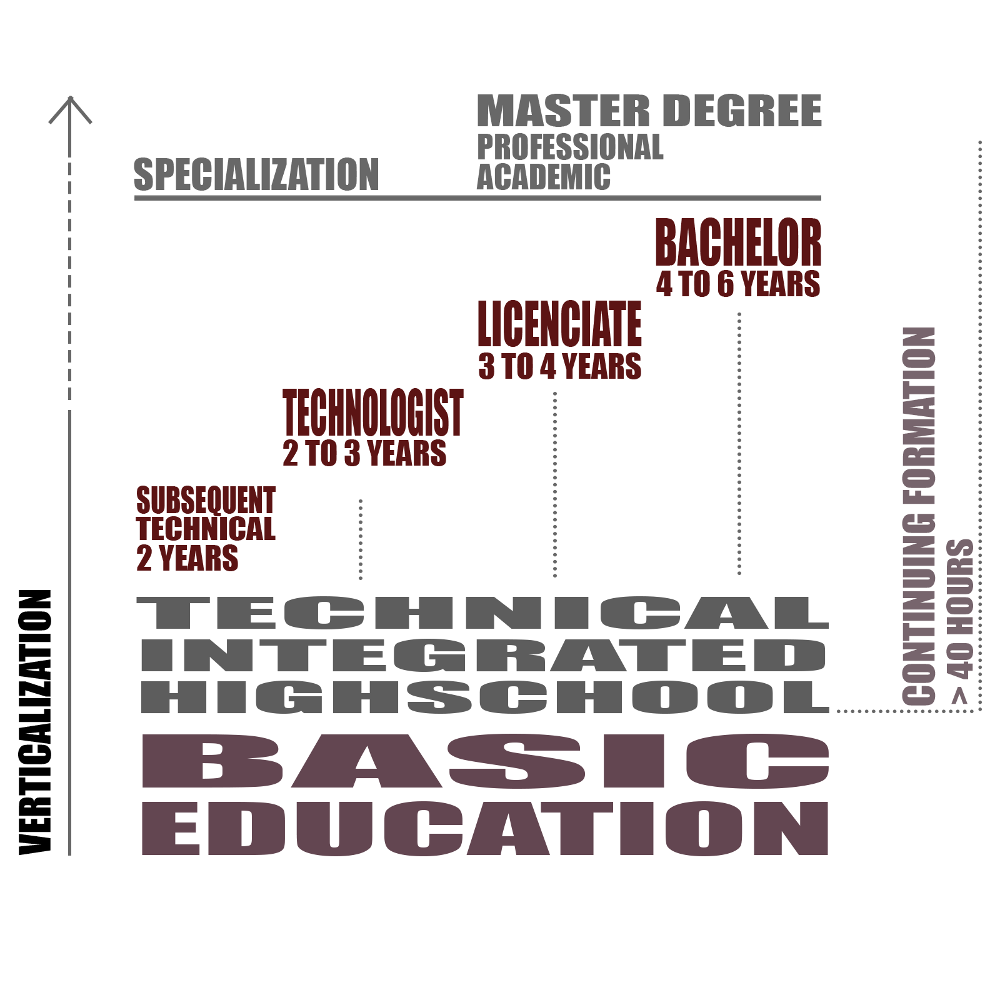 MASTER DEGREE
PROFESSIONAL
ACADEMIC
SPECIALIZATION
BACHELOR
4 TO 6 YEARS
LICENCIATE
3 TO 4 YEARS
TECHNOLOGIST
2 TO 3 YEARS
SUBSEQUENT
TECHNICAL
2 YEARS
TECHNICAL
INTEGRATED
HIGHSCHOOL
BASIC
EDUCATION
VERTICALIZATION
CONTINUING FORMATION
> 40 HOURS